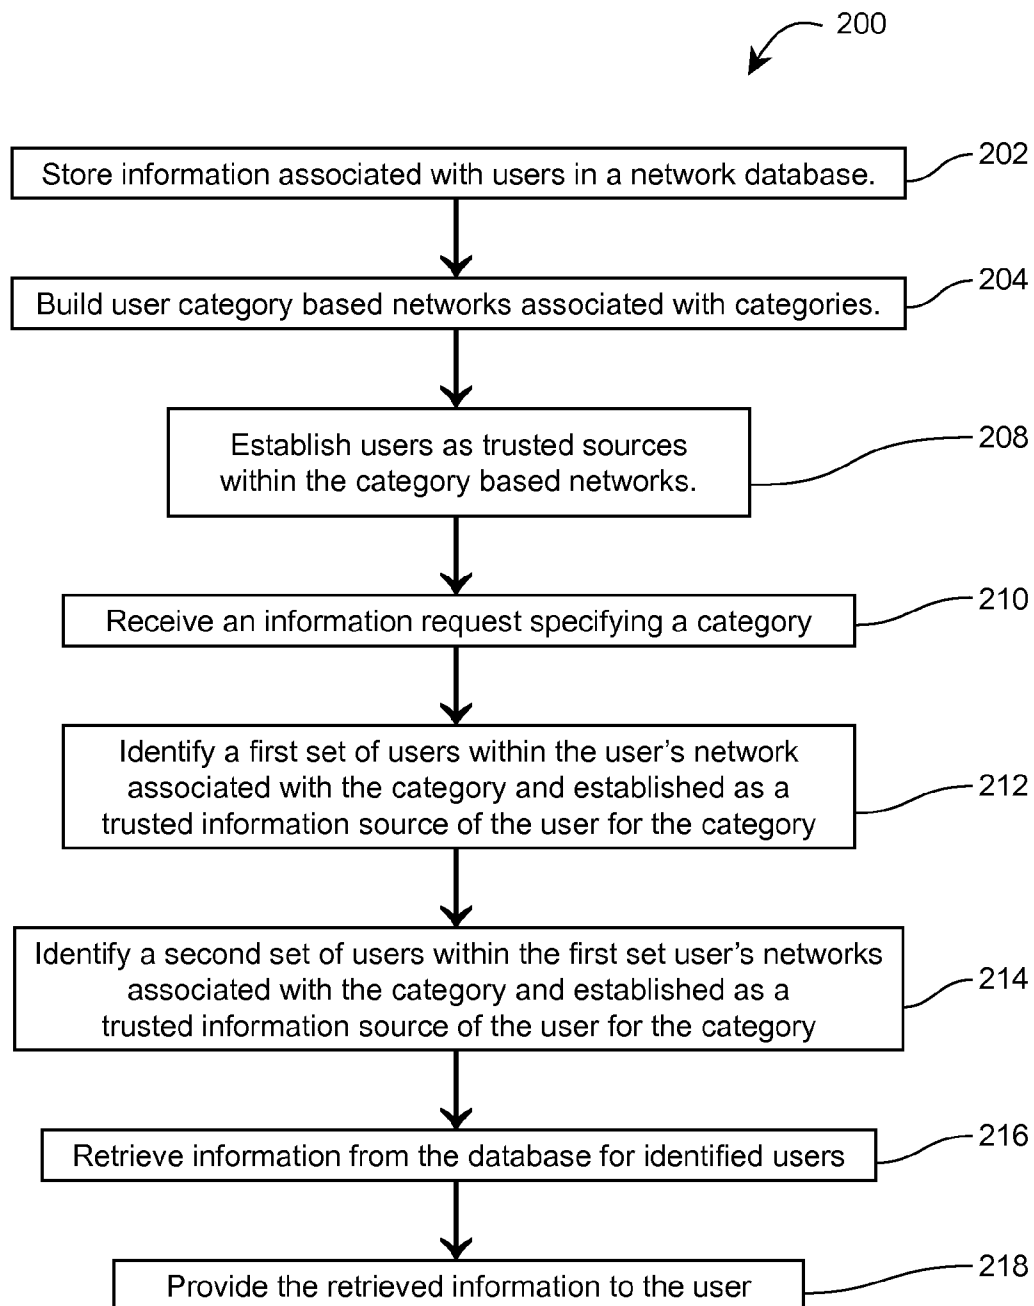 200
Store information associated with users in a network database.
202
Build user category based networks associated with categories.
204
Establish users as trusted sources
within the category based networks.
208
Receive an information request specifying a category
210
Identify a first set of users within the user's network
associated with the category and established as a
trusted information source of the user for the category
212
Identify a second set of users within the first set user's networks
associated with the category and established as a
trusted information source of the user for the category
214
Retrieve information from the database for identified users
216
Provide the retrieved information to the user
218